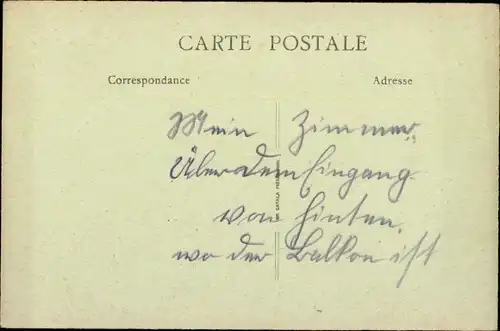 CARTE POSTALE
Correspondance Adresse
Mein Zimmer.
Über dem Eingang
von hinten,
wo der Balkon ist